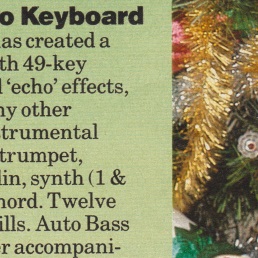 o Keyboard
as created a
th 49-key
l ‘echo’ effects,
ny other
strumental
trumpet,
lin, synth (1 &
hord. Twelve
ills. Auto Bass
er accompani-